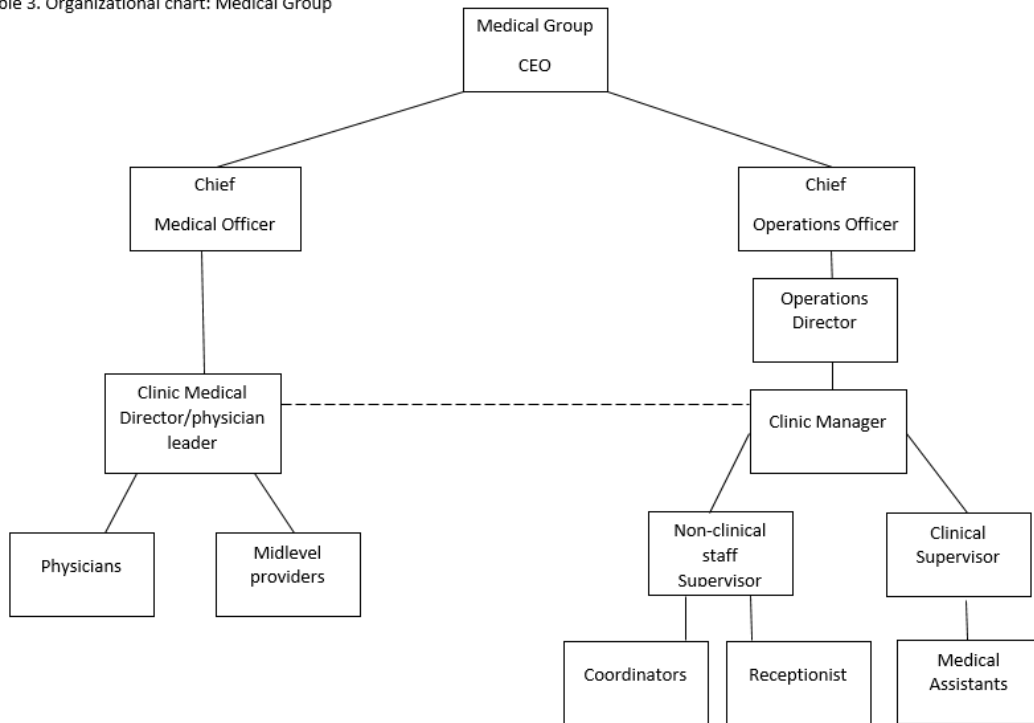 3. Organizational chart: Medical Group
Medical Group
CEO
Chief
Medical Officer
Chief
Operations Officer
Operations
Director
Clinic Medical
Director/physician
leader
Clinic Manager
Physicians
Midlevel
providers
Non-clinical
staff
Supervisor
Clinical
Supervisor
Coordinators
Receptionist
Medical
Assistants